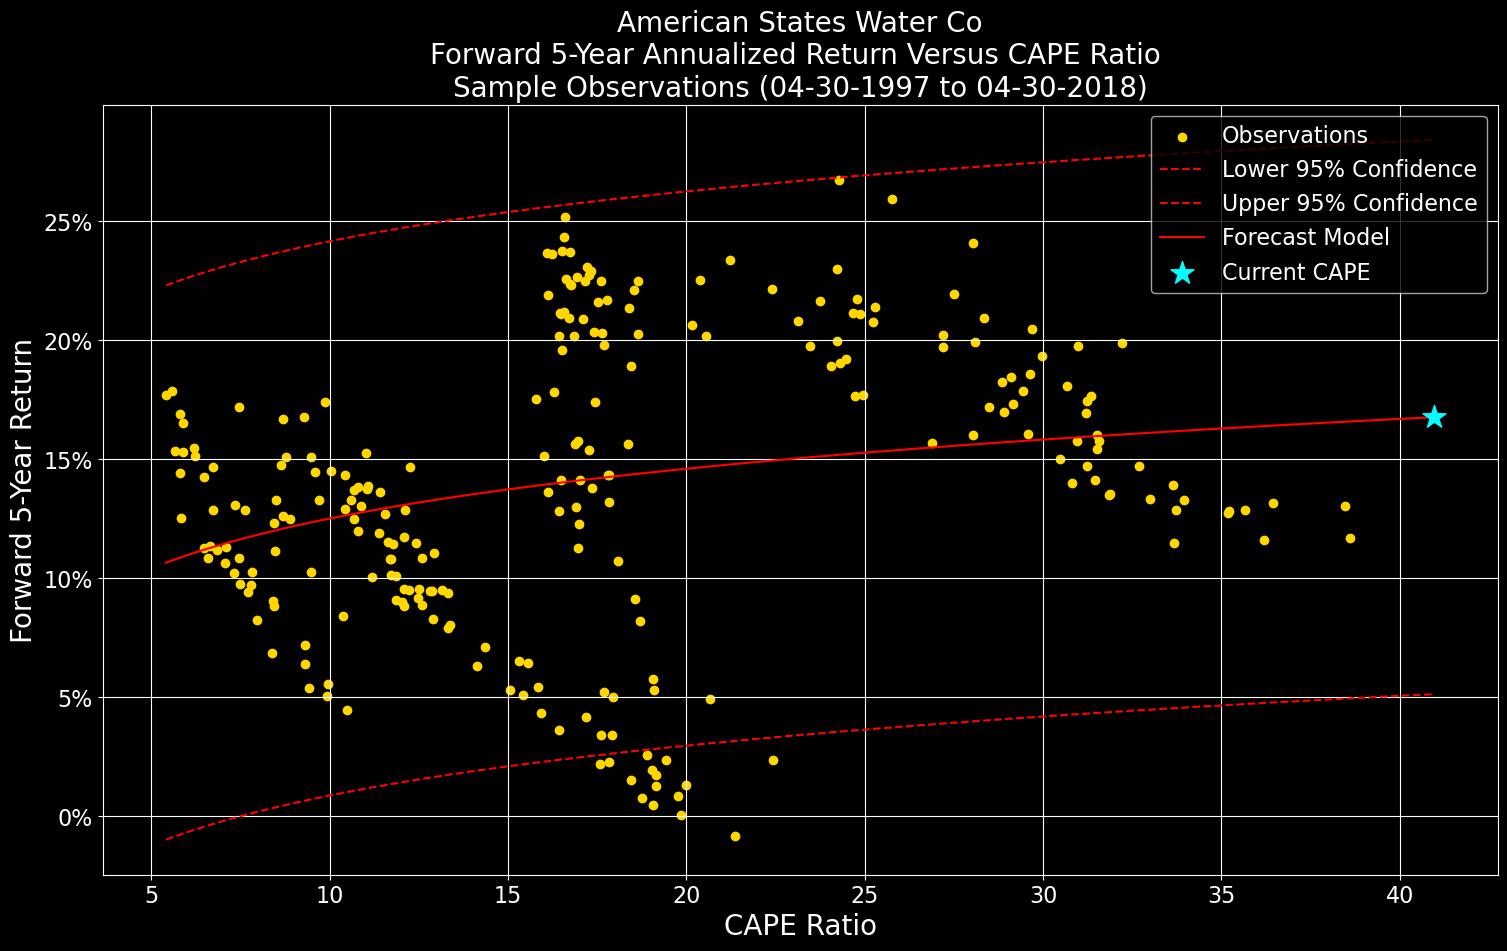 American States Water Co
Forward 5-Year Annualized Return Versus CAPE Ratio
Sample Observations (04-30-1997 to 04-30-2018)
Observations
Lower 95% Confidence
Upper 95% Confidence
Forecast Model
Current CAPE
Forward 5-Year Return
25%
20%
15%
10%
5%
0%
5 10 15 20 25 30 35 40
CAPE Ratio